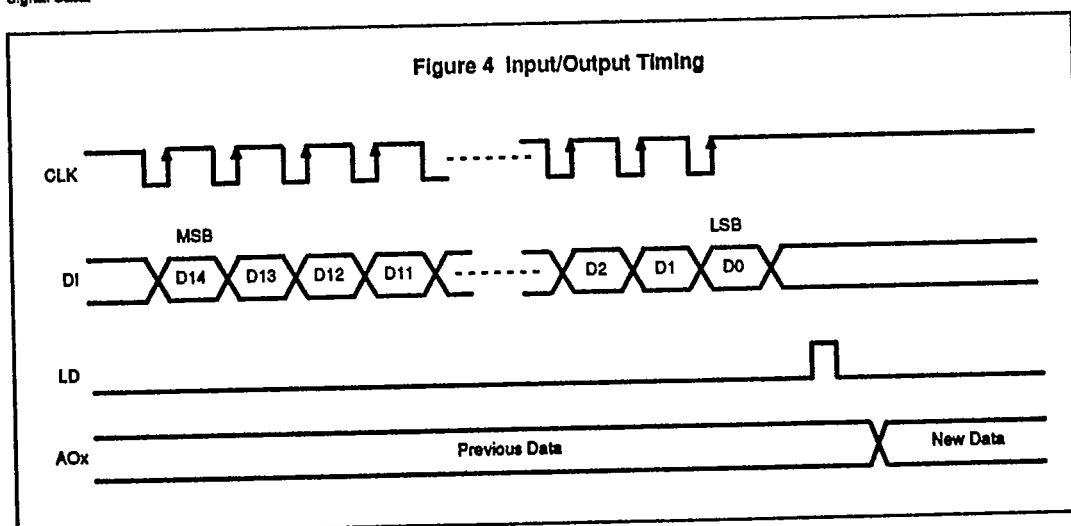 Figure 4 Input/Output Timing
CLK
MSB
LSB
DI
D14
D13
D12
D11
D2
D1
D0
LD
AOx
Previous Data
New Data